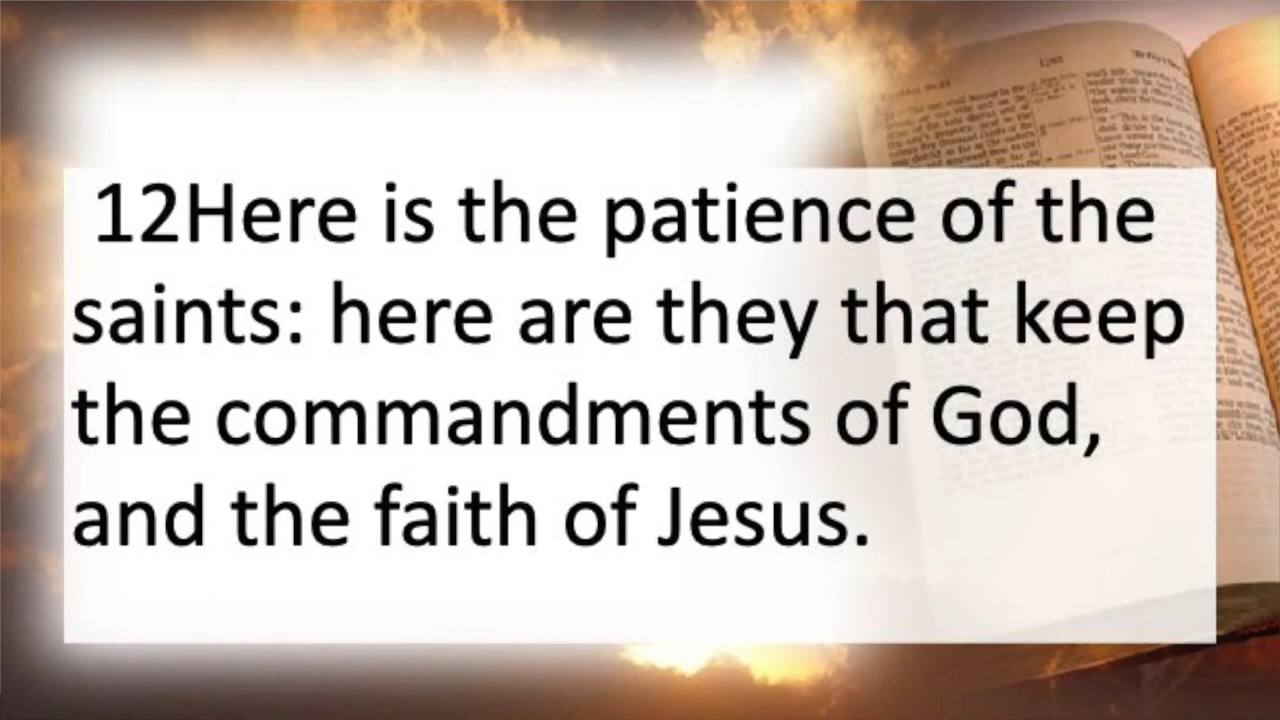 12Here is the patience of the
saints: here are they that keep
the commandments of God,
and the faith of Jesus.